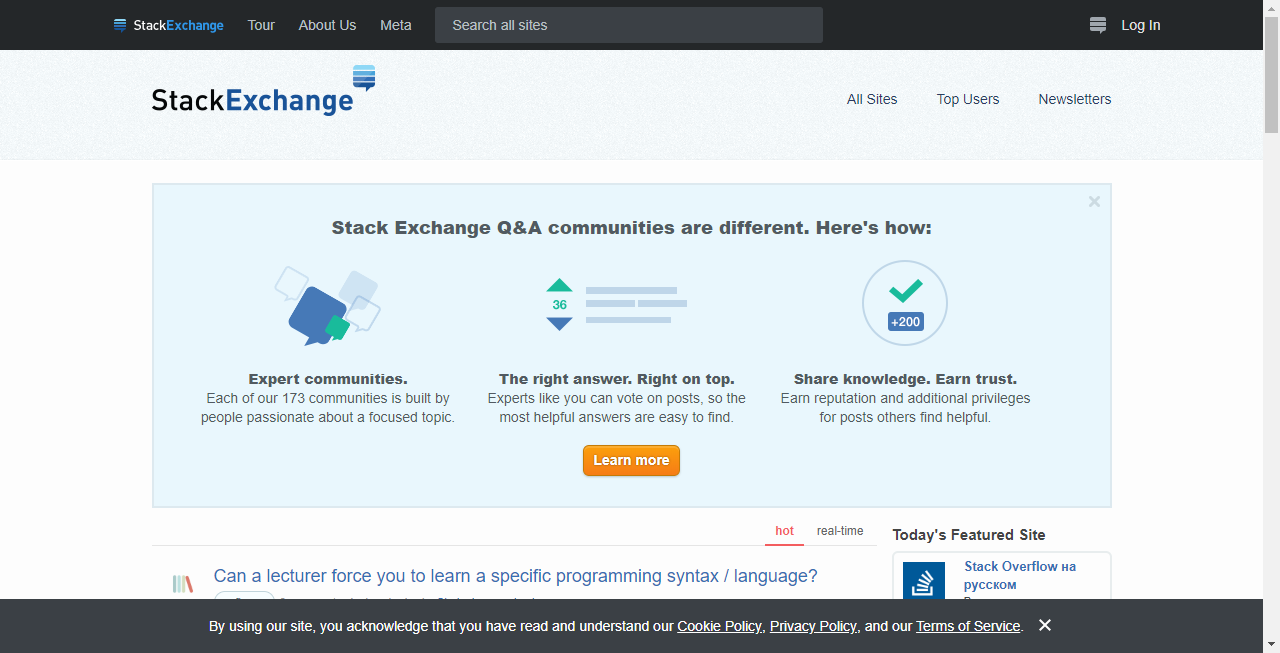 StackExchange Tour About Us Meta Search all sites Log In
StackExchange All Sites Top Users Newsletters
Stack Exchange Q&A communities are different. Here's how:
36
+200
Expert communities.
Each of our 173 communities is built by
people passionate about a focused topic.
The right answer. Right on top.
Experts like you can vote on posts, so the
most helpful answers are easy to find.
Share knowledge. Earn trust.
Earn reputation and additional privileges
for posts others find helpful.
Learn more
hot real-time
Can a lecturer force you to learn a specific programming syntax / language?
Today's Featured Site
Stack Overflow на
русском
By using our site, you acknowledge that you have read and understand our Cookie Policy, Privacy Policy, and our Terms of Service.